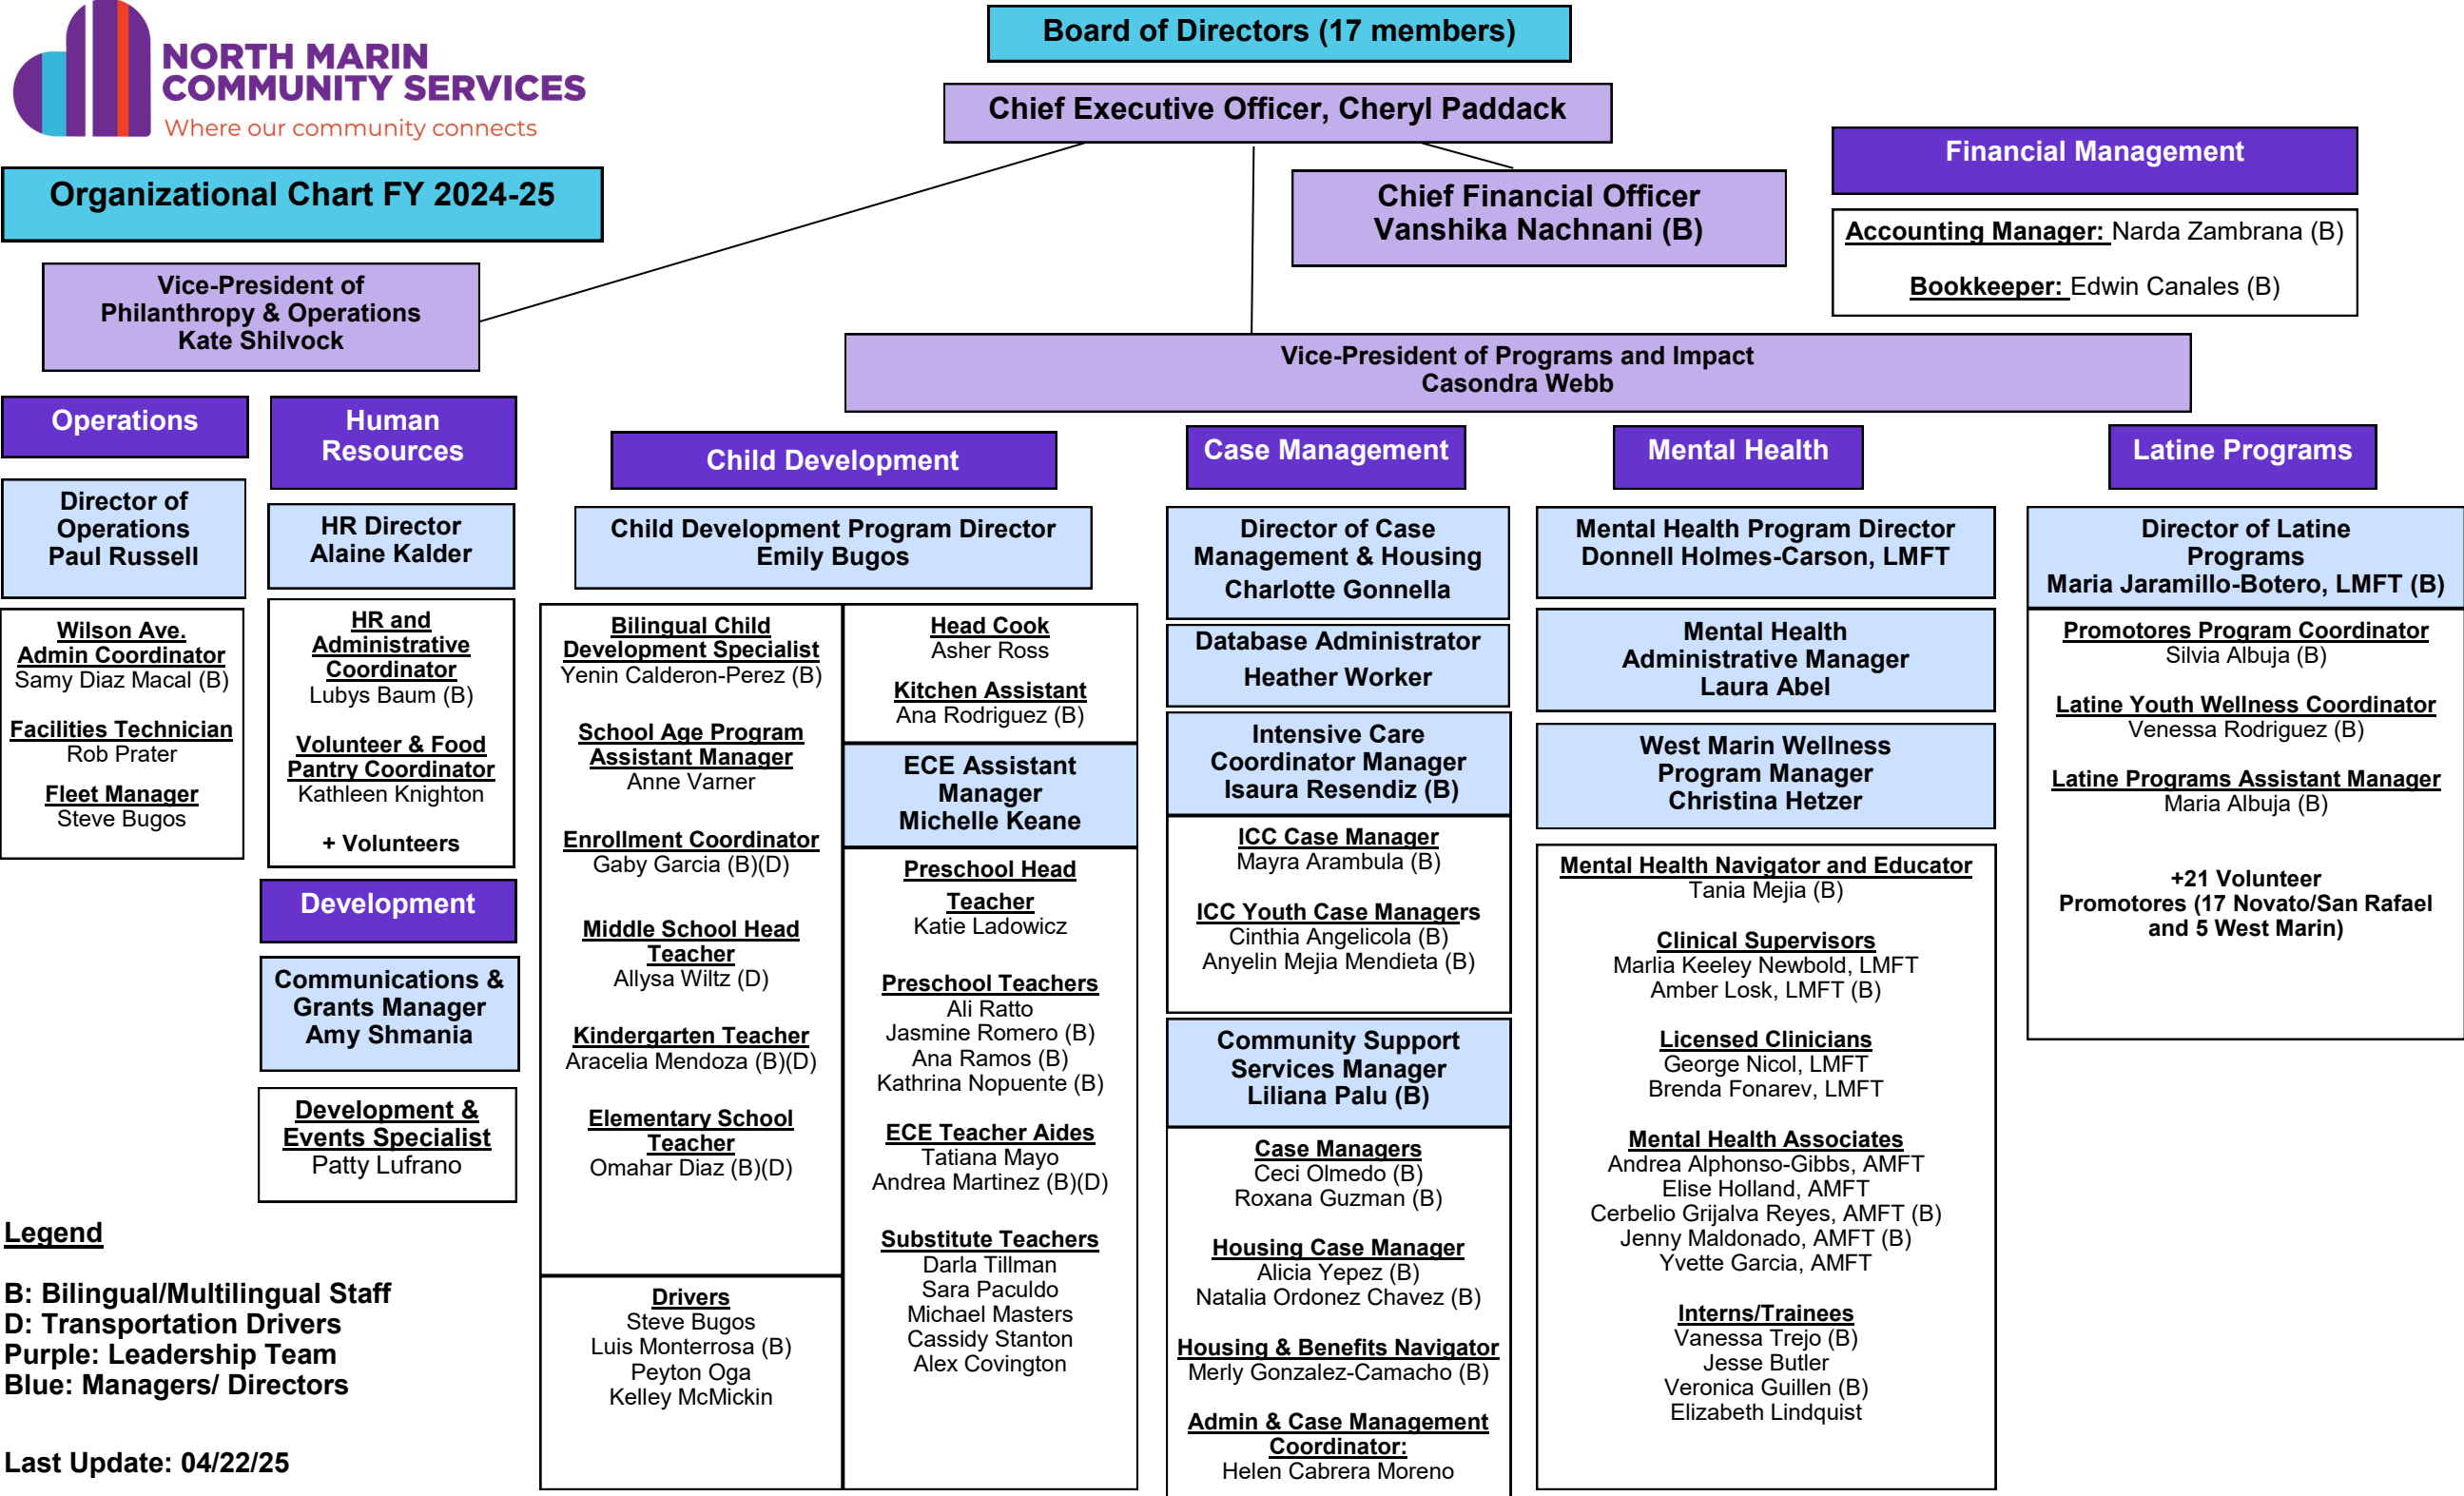 NORTH MARIN
COMMUNITY SERVICES
Where our community connects
Organizational Chart FY 2024-25
Board of Directors (17 members)
Chief Executive Officer, Cheryl Paddack
Chief Financial Officer
Vanshika Nachnani (B)
Financial Management
Accounting Manager: Narda Zambrana (B)
Bookkeeper: Edwin Canales (B)
Vice-President of
Philanthropy & Operations
Kate Shilvock
Vice-President of Programs and Impact
Casondra Webb
Operations
Director of
Operations
Paul Russell
Wilson Ave.
Admin Coordinator
Samy Diaz Macal (B)
Facilities Technician
Rob Prater
Fleet Manager
Steve Bugos
Human
Resources
HR Director
Alaine Kalder
HR and
Administrative
Coordinator
Lubys Baum (B)
Volunteer & Food
Pantry Coordinator
Kathleen Knighton
+ Volunteers
Development
Communications &
Grants Manager
Amy Shmania
Development &
Events Specialist
Patty Lufrano
Child Development
Child Development Program Director
Emily Bugos
Bilingual Child
Development Specialist
Yenin Calderon-Perez (B)
School Age Program
Assistant Manager
Anne Varner
Enrollment Coordinator
Gaby Garcia (B)(D)
Middle School Head
Teacher
Allysa Wiltz (D)
Kindergarten Teacher
Aracelia Mendoza (B)(D)
Elementary School
Teacher
Omahar Diaz (B)(D)
Drivers
Steve Bugos
Luis Monterrosa (B)
Peyton Oga
Kelley McMickin
Head Cook
Asher Ross
Kitchen Assistant
Ana Rodriguez (B)
ECE Assistant
Manager
Michelle Keane
Preschool Head
Teacher
Katie Ladowicz
Preschool Teachers
Ali Ratto
Jasmine Romero (B)
Ana Ramos (B)
Kathrina Nopuente (B)
ECE Teacher Aides
Tatiana Mayo
Andrea Martinez (B)(D)
Substitute Teachers
Darla Tillman
Sara Paculdo
Michael Masters
Cassidy Stanton
Alex Covington
Case Management
Director of Case
Management & Housing
Charlotte Gonnella
Database Administrator
Heather Worker
Intensive Care
Coordinator Manager
Isaura Resendiz (B)
ICC Case Manager
Mayra Arambula (B)
ICC Youth Case Managers
Cinthia Angelicola (B)
Anyelin Mejia Mendieta (B)
Community Support
Services Manager
Liliana Palu (B)
Case Managers
Ceci Olmedo (B)
Roxana Guzman (B)
Housing Case Manager
Alicia Yepez (B)
Natalia Ordonez Chavez (B)
Housing & Benefits Navigator
Merly Gonzalez-Camacho (B)
Admin & Case Management
Coordinator:
Helen Cabrera Moreno
Mental Health
Mental Health Program Director
Donnell Holmes-Carson, LMFT
Mental Health
Administrative Manager
Laura Abel
West Marin Wellness
Program Manager
Christina Hetzer
Mental Health Navigator and Educator
Tania Mejia (B)
Clinical Supervisors
Marlia Keeley Newbold, LMFT
Amber Losk, LMFT (B)
Licensed Clinicians
George Nicol, LMFT
Brenda Fonarev, LMFT
Mental Health Associates
Andrea Alphonso-Gibbs, AMFT
Elise Holland, AMFT
Cerbelio Grijalva Reyes, AMFT (B)
Jenny Maldonado, AMFT (B)
Yvette Garcia, AMFT
Interns/Trainees
Vanessa Trejo (B)
Jesse Butler
Veronica Guillen (B)
Elizabeth Lindquist
Latine Programs
Director of Latine
Programs
Maria Jaramillo-Botero, LMFT (B)
Promotores Program Coordinator
Silvia Albuja (B)
Latine Youth Wellness Coordinator
Venessa Rodriguez (B)
Latine Programs Assistant Manager
Maria Albuja (B)
+21 Volunteer
Promotores (17 Novato/San Rafael
and 5 West Marin)
Legend
B: Bilingual/Multilingual Staff
D: Transportation Drivers
Purple: Leadership Team
Blue: Managers/ Directors
Last Update: 04/22/25